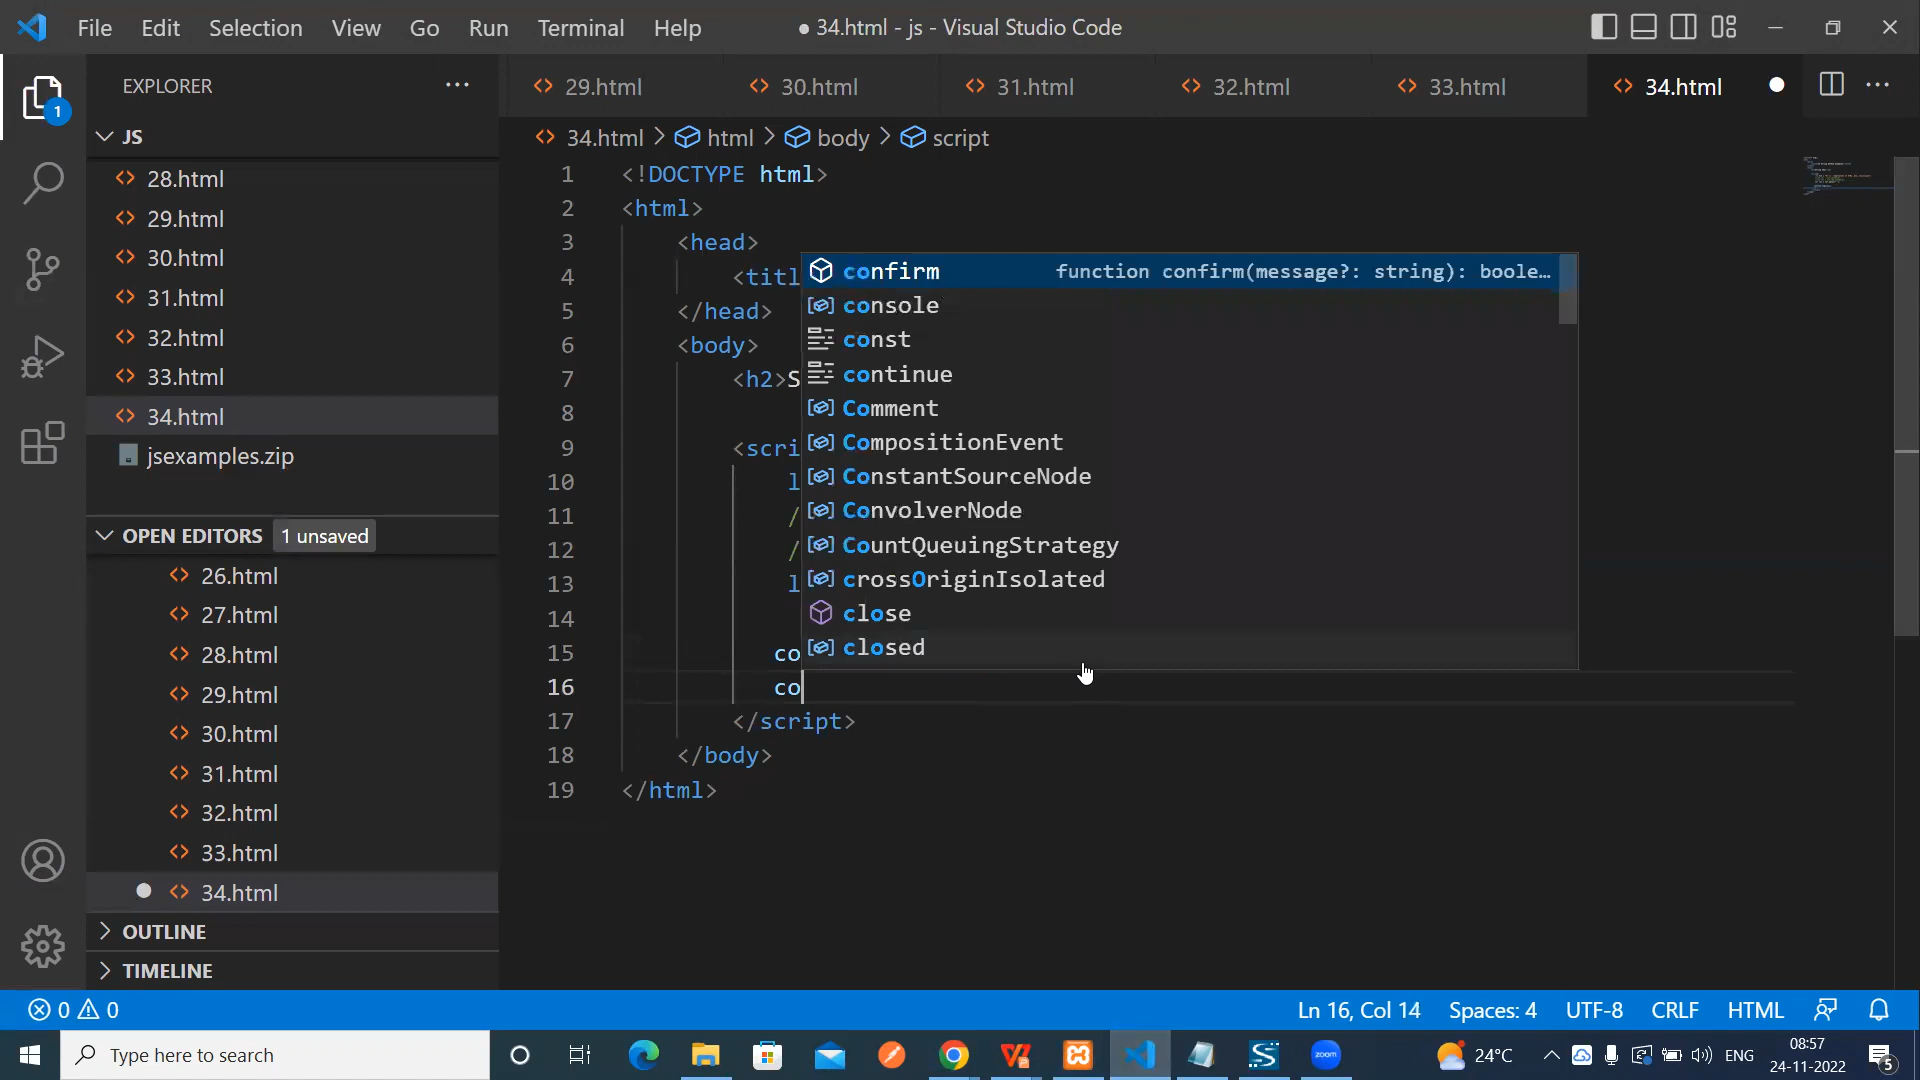 File Edit Selection View Go Run Terminal Help
● 34.html - js - Visual Studio Code
EXPLORER
1
JS
28.html
29.html
30.html
31.html
32.html
33.html
34.html
jsexamples.zip
OPEN EDITORS 1 unsaved
26.html
27.html
28.html
29.html
30.html
31.html
32.html
33.html
34.html
OUTLINE
TIMELINE
29.html 30.html 31.html 32.html 33.html 34.html
34.html > html > body > script
1 <!DOCTYPE html>
2 <html>
3 <head>
4 <titl
5 </head>
6 <body>
7 <h2>S
8
9 <scri
10 l
11 /
12 /
13 l
14
15 co
16 co
17 </script>
18 </body>
19 </html>
confirm function confirm(message?: string): boole…
console
const
continue
Comment
CompositionEvent
ConstantSourceNode
ConvolverNode
CountQueuingStrategy
crossOriginIsolated
close
closed
0 0
Ln 16, Col 14 Spaces: 4 UTF-8 CRLF HTML
Type here to search
zoom
24°C
ENG
08:57
24-11-2022
5